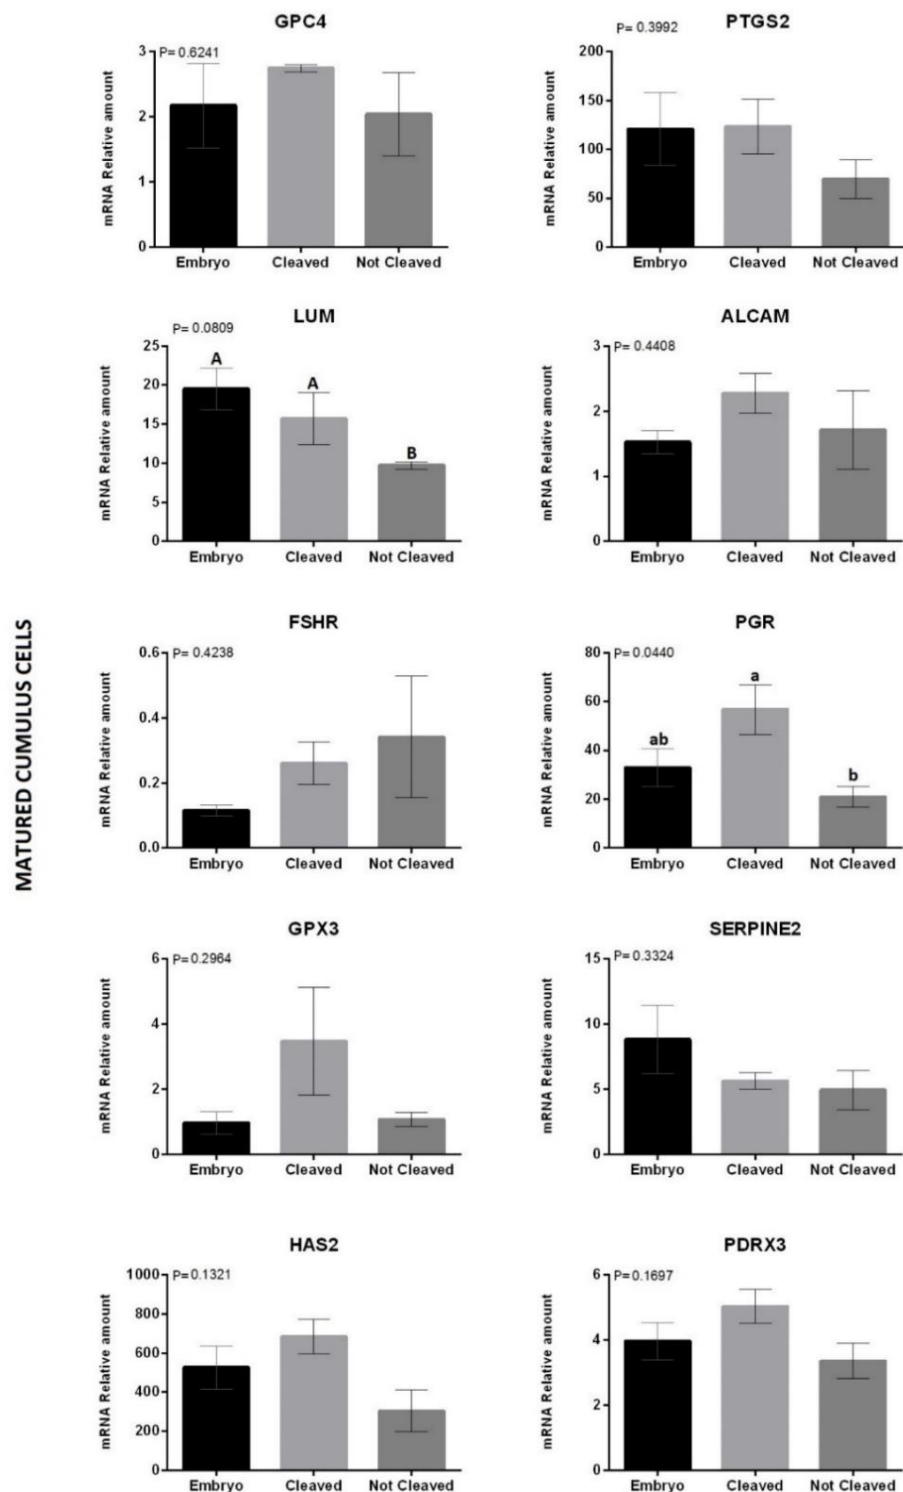 MATURED CUMULUS CELLS
GPC4
P= 0.6241
mRNA Relative amount
3
2
1
0
Embryo Cleaved Not Cleaved
PTGS2
P= 0.3992
mRNA Relative amount
200
150
100
50
0
Embryo Cleaved Not Cleaved
LUM
P= 0.0809
mRNA Relative amount
25
20
15
10
5
0
A
A
B
Embryo Cleaved Not Cleaved
ALCAM
P= 0.4408
mRNA Relative amount
3
2
1
0
Embryo Cleaved Not Cleaved
FSHR
P= 0.4238
mRNA Relative amount
0.6
0.4
0.2
0.0
Embryo Cleaved Not Cleaved
PGR
P= 0.0440
mRNA Relative amount
80
60
40
20
0
ab
a
b
Embryo Cleaved Not Cleaved
GPX3
P= 0.2964
mRNA Relative amount
6
4
2
0
Embryo Cleaved Not Cleaved
SERPINE2
P= 0.3324
mRNA Relative amount
15
10
5
0
Embryo Cleaved Not Cleaved
HAS2
P= 0.1321
mRNA Relative amount
1000
800
600
400
200
0
Embryo Cleaved Not Cleaved
PDRX3
P= 0.1697
mRNA Relative amount
6
4
2
0
Embryo Cleaved Not Cleaved